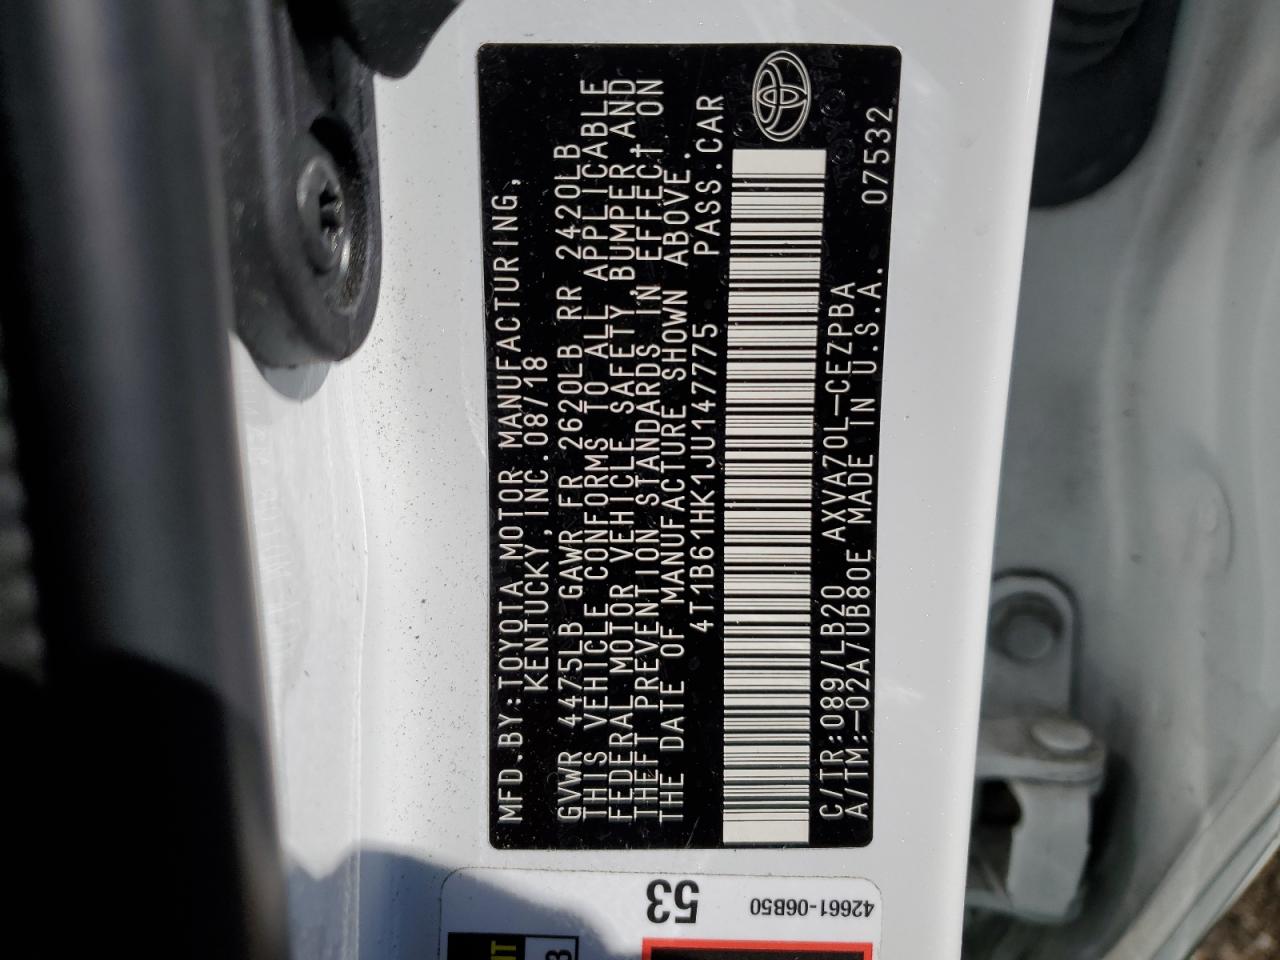 MFD.BY:TOYOTA MOTOR MANUFACTURING,
KENTUCKY,INC.08/18
GVWR 4475LB GAWR FR 2620LB RR 2420LB
THIS VEHICLE CONFORMS TO ALL APPLICABLE
FEDERAL MOTOR VEHICLE SAFETY,BUMPER,AND
THEFT PREVENTION STANDARDS IN EFFECT ON
THE DATE OF MANUFACTURE SHOWN ABOVE.
4T1B61HK1JU147775 PASS.CAR
C/TR:089/LB20 AXVA70L-CEZPBA
A/TM:-02A/UB80E MADE IN U.S.A. 07532
53
42661-06B50